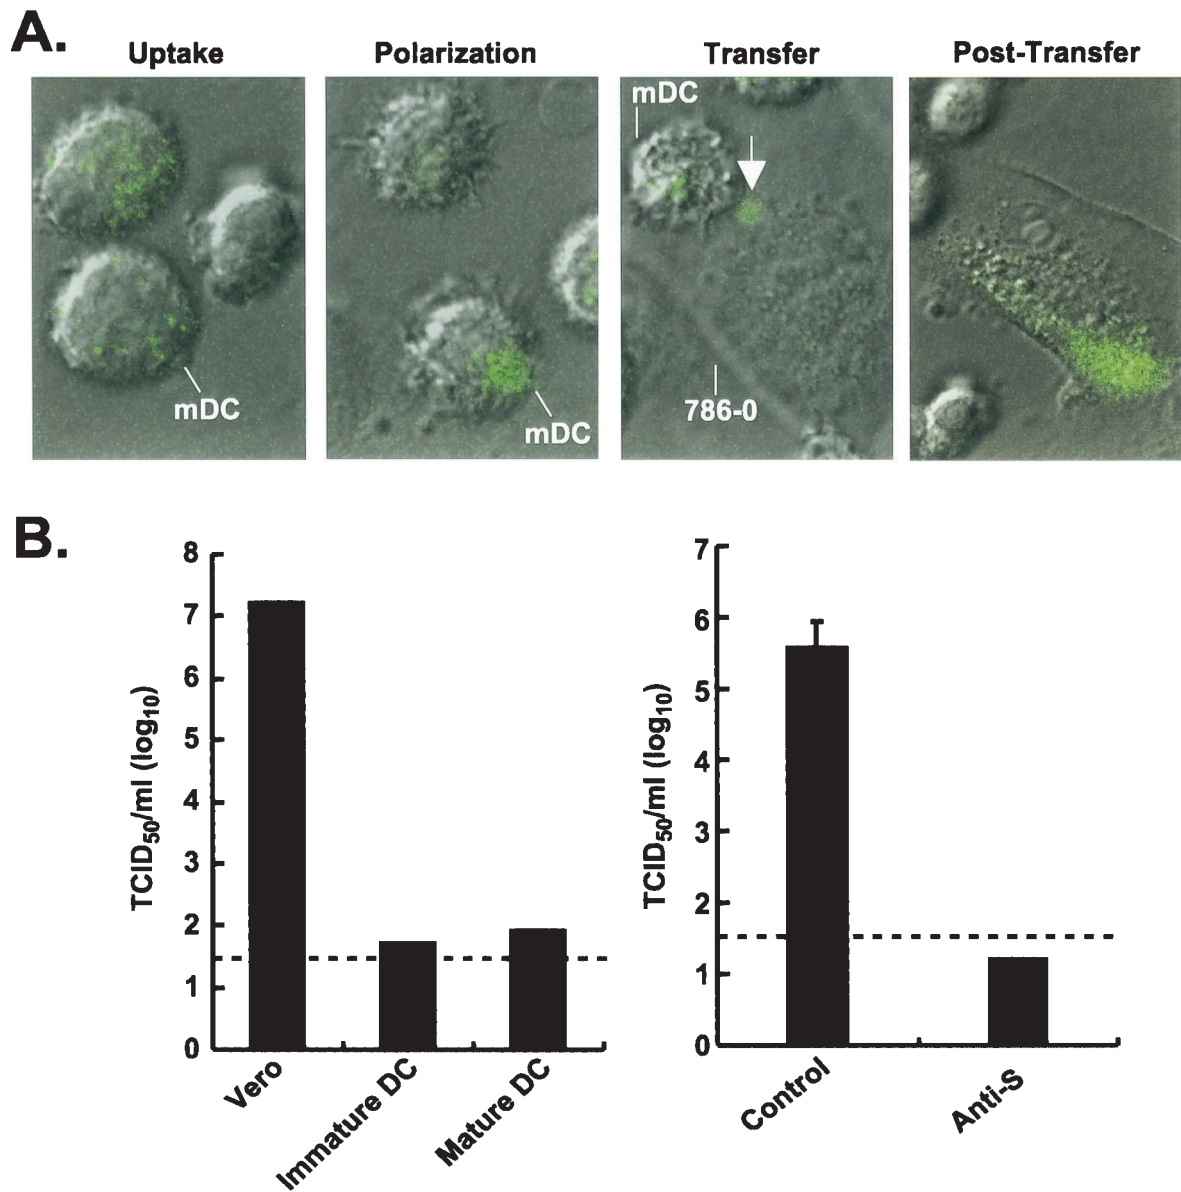 A.
Uptake Polarization Transfer Post-Transfer
mDC
mDC
mDC
786-0
B.
TCID50/ml (log10)
8
7
6
5
4
3
2
1
0
Vero
Immature DC
Mature DC
TCID50/ml (log10)
7
6
5
4
3
2
1
0
Control
Anti-S